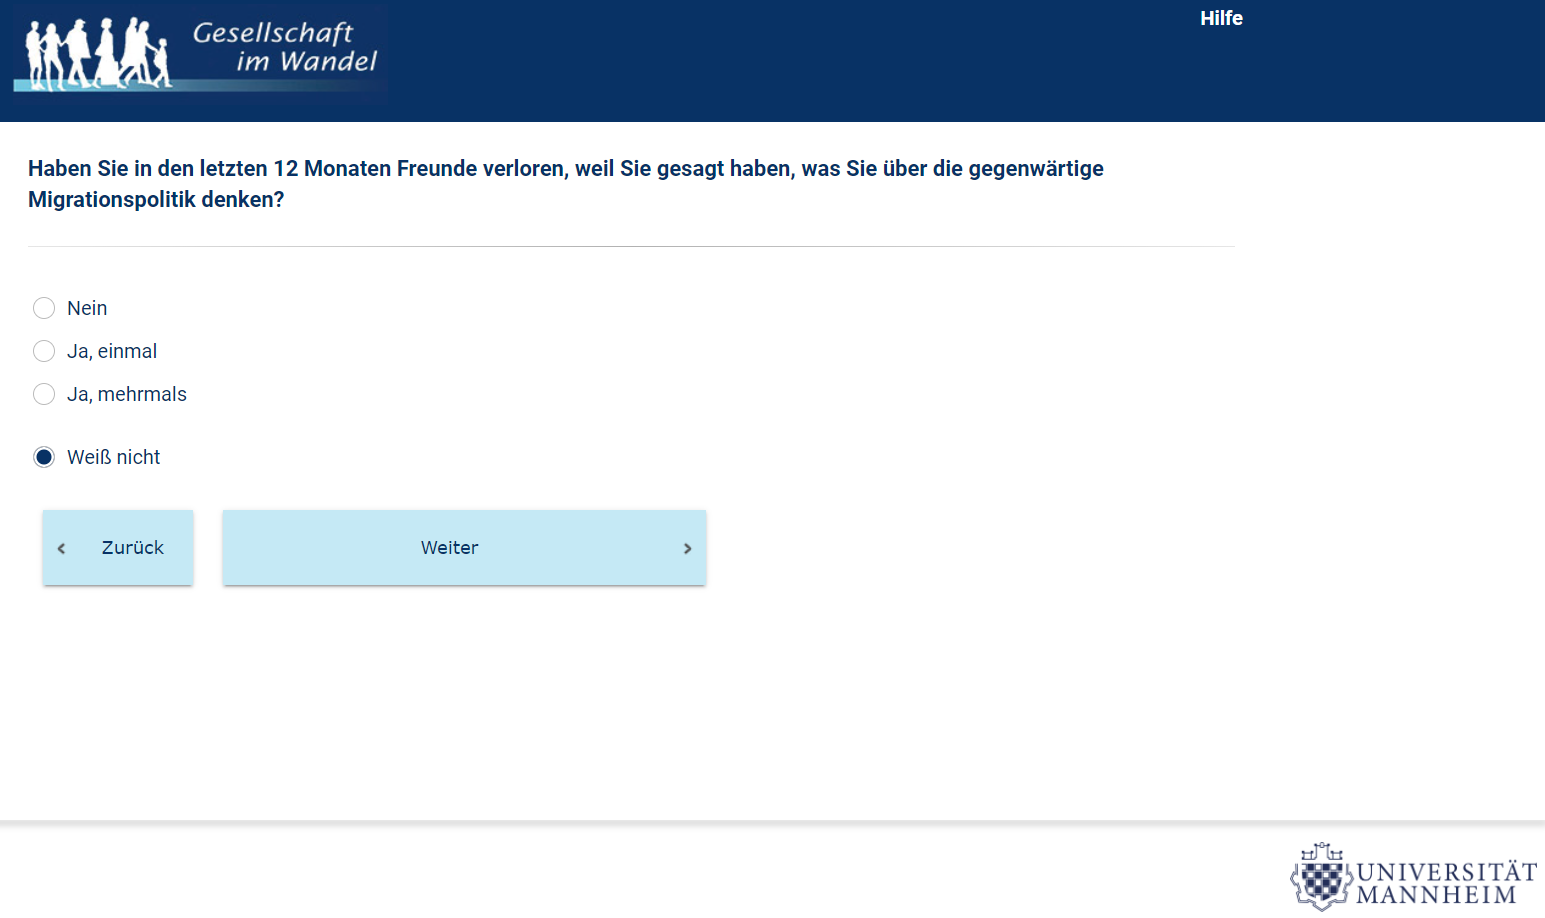 Gesellschaft
im Wandel
Hilfe
Haben Sie in den letzten 12 Monaten Freunde verloren, weil Sie gesagt haben, was Sie über die gegenwärtige
Migrationspolitik denken?
Nein
Ja, einmal
Ja, mehrmals
Weiß nicht
Zurück
Weiter
UNIVERSITÄT
MANNHEIM